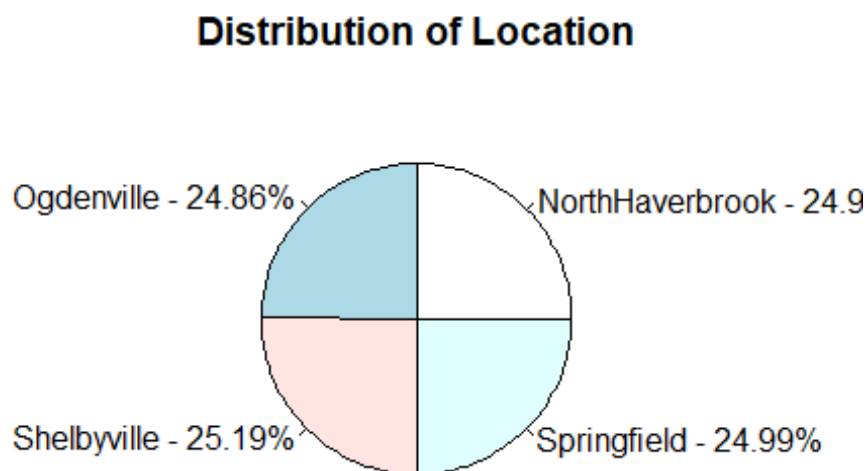 Distribution of Location
Ogdenville - 24.86%
NorthHaverbrook - 24.9
Shelbyville - 25.19%
Springfield - 24.99%